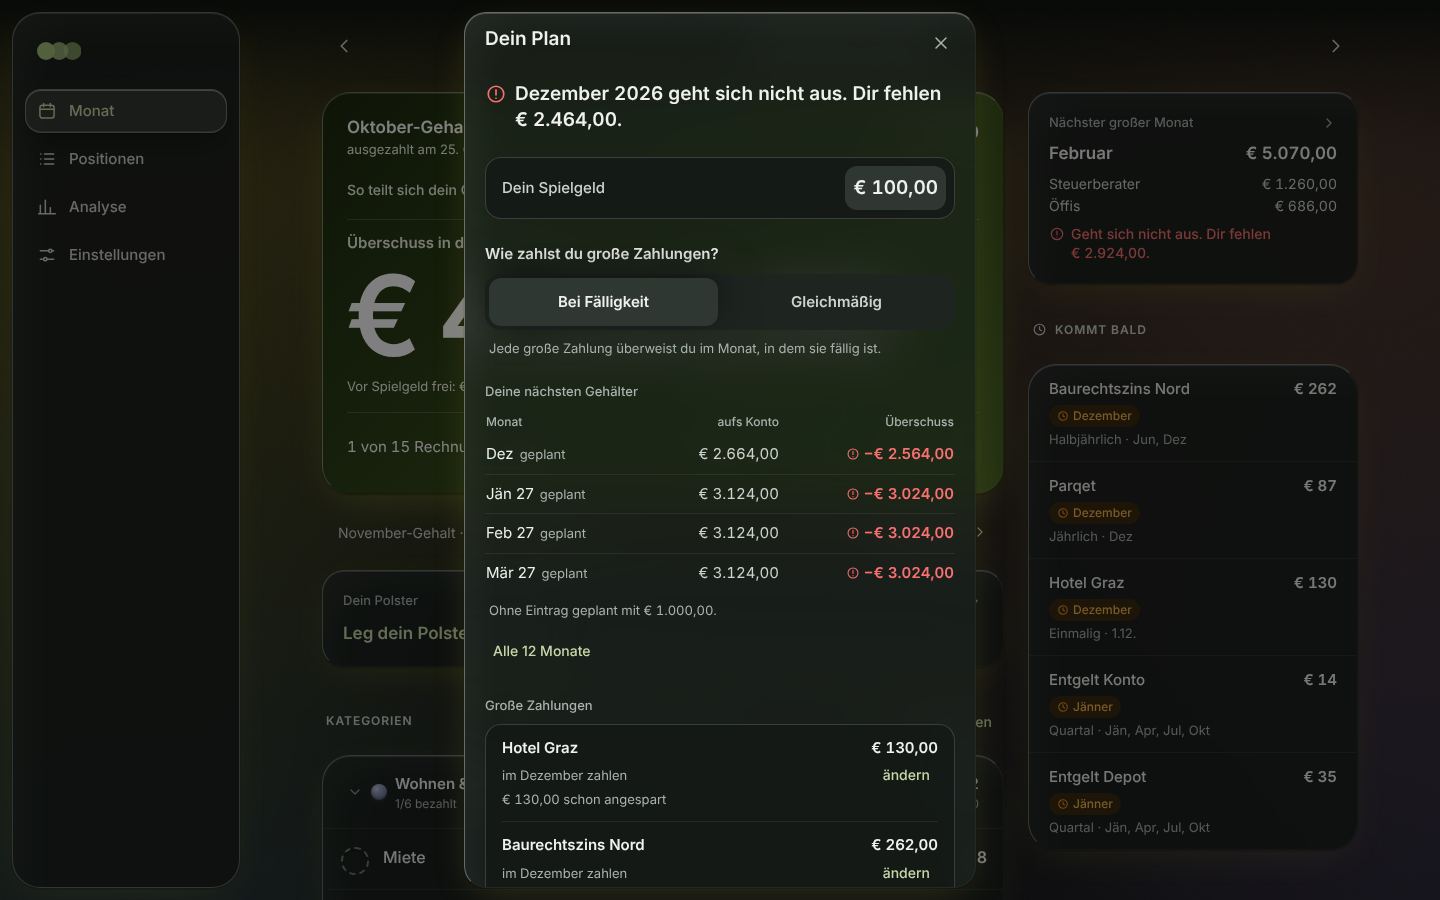 Monat
Positionen
Analyse
Einstellungen
Oktober-Geha
ausgezahlt am 25.
So teilt sich dein
Überschuss in d
€ 4
Vor Spielgeld frei: €
1 von 15 Rechnu
November-Gehalt ·
Dein Polster
Leg dein Polste
KATEGORIEN
en
Wohnen &
1/6 bezahlt
Miete
8
Dein Plan
Dezember 2026 geht sich nicht aus. Dir fehlen
€ 2.464,00.
Dein Spielgeld € 100,00
Wie zahlst du große Zahlungen?
Bei Fälligkeit Gleichmäßig
Jede große Zahlung überweist du im Monat, in dem sie fällig ist.
Deine nächsten Gehälter
Monat aufs Konto Überschuss
Dez geplant € 2.664,00 −€ 2.564,00
Jän 27 geplant € 3.124,00 −€ 3.024,00
Feb 27 geplant € 3.124,00 −€ 3.024,00
Mär 27 geplant € 3.124,00 −€ 3.024,00
Ohne Eintrag geplant mit € 1.000,00.
Alle 12 Monate
Große Zahlungen
Hotel Graz € 130,00
im Dezember zahlen ändern
€ 130,00 schon angespart
Baurechtszins Nord € 262,00
im Dezember zahlen ändern
Nächster großer Monat
Februar € 5.070,00
Steuerberater € 1.260,00
Öffis € 686,00
Geht sich nicht aus. Dir fehlen
€ 2.924,00.
KOMMT BALD
Baurechtszins Nord € 262
Dezember
Halbjährlich · Jun, Dez
Parqet € 87
Dezember
Jährlich · Dez
Hotel Graz € 130
Dezember
Einmalig · 1.12.
Entgelt Konto € 14
Jänner
Quartal · Jän, Apr, Jul, Okt
Entgelt Depot € 35
Jänner
Quartal · Jän, Apr, Jul, Okt